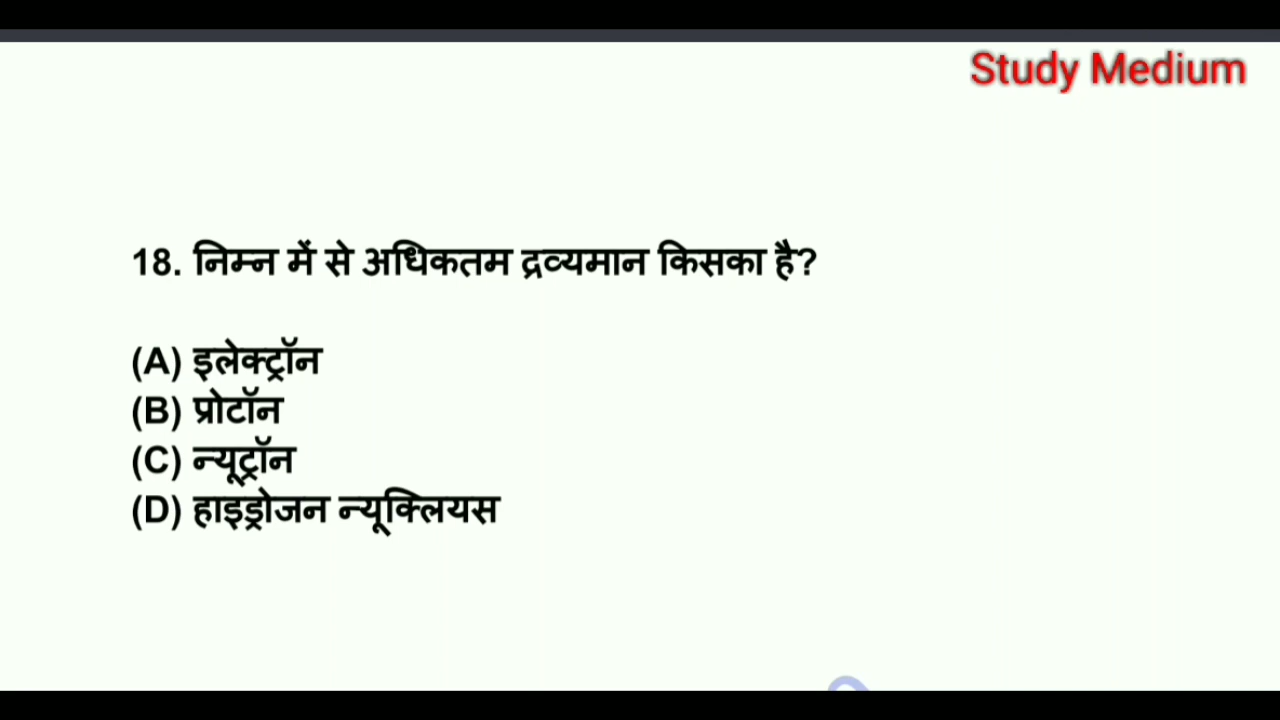 Study Medium
18. निम्न में से अधिकतम द्रव्यमान किसका है?
(A) इलेक्ट्रॉन
(B) प्रोटॉन
(C) न्यूट्रॉन
(D) हाइड्रोजन न्यूक्लियस